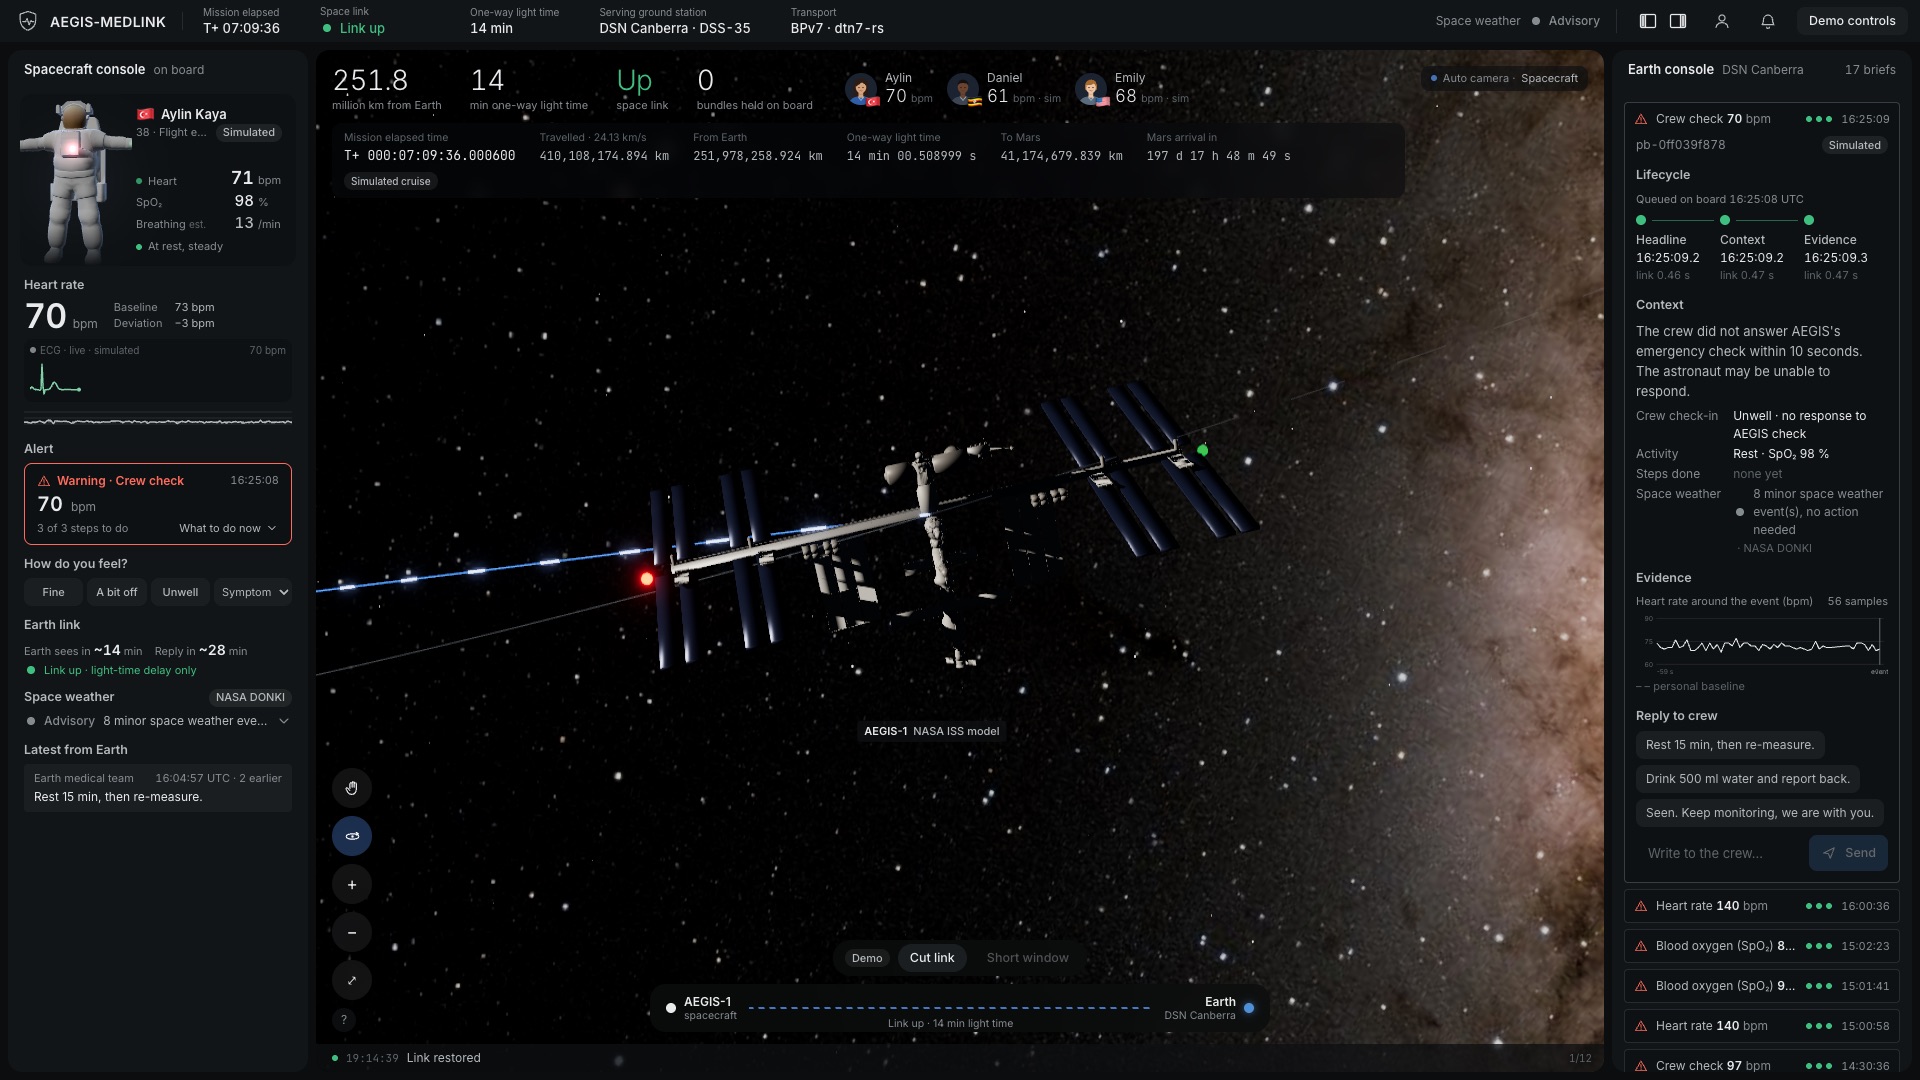 AEGIS-MEDLINK
Mission elapsed
T+ 07:09:36
Space link
Link up
One-way light time
14 min
Serving ground station
DSN Canberra · DSS-35
Transport
BPv7 · dtn7-rs
Space weather
Advisory
Demo controls
Spacecraft console on board
Aylin Kaya
38 · Flight e... Simulated
Heart 71 bpm
SpO₂ 98 %
Breathing est. 13 /min
At rest, steady
Heart rate
70 bpm
Baseline 73 bpm
Deviation −3 bpm
ECG · live · simulated 70 bpm
Alert
Warning · Crew check 16:25:08
70 bpm
3 of 3 steps to do What to do now
How do you feel?
Fine A bit off Unwell Symptom
Earth link
Earth sees in ~14 min Reply in ~28 min
Link up · light-time delay only
Space weather NASA DONKI
Advisory 8 minor space weather eve...
Latest from Earth
Earth medical team 16:04:57 UTC · 2 earlier
Rest 15 min, then re-measure.
251.8
million km from Earth
14
min one-way light time
Up
space link
0
bundles held on board
Aylin
70 bpm
Daniel
61 bpm · sim
Emily
68 bpm · sim
Auto camera · Spacecraft
Mission elapsed time
T+ 000:07:09:36.000600
Travelled · 24.13 km/s
410,108,174.894 km
From Earth
251,978,258.924 km
One-way light time
14 min 00.508999 s
To Mars
41,174,679.839 km
Mars arrival in
197 d 17 h 48 m 49 s
Simulated cruise
AEGIS-1 NASA ISS model
+
−
?
Demo Cut link Short window
AEGIS-1
spacecraft
Link up · 14 min light time
Earth
DSN Canberra
19:14:39 Link restored
1/12
Earth console DSN Canberra 17 briefs
Crew check 70 bpm 16:25:09
pb-0ff039f878 Simulated
Lifecycle
Queued on board 16:25:08 UTC
Headline Context Evidence
16:25:09.2 16:25:09.2 16:25:09.3
link 0.46 s link 0.47 s link 0.47 s
Context
The crew did not answer AEGIS's
emergency check within 10 seconds.
The astronaut may be unable to
respond.
Crew check-in Unwell · no response to
AEGIS check
Activity Rest · SpO₂ 98 %
Steps done none yet
Space weather 8 minor space weather
event(s), no action
needed
· NASA DONKI
Evidence
Heart rate around the event (bpm) 56 samples
90
75
60
-59 s event
personal baseline
Reply to crew
Rest 15 min, then re-measure.
Drink 500 ml water and report back.
Seen. Keep monitoring, we are with you.
Write to the crew... Send
Heart rate 140 bpm 16:00:36
Blood oxygen (SpO₂) 8... 15:02:23
Blood oxygen (SpO₂) 9... 15:01:41
Heart rate 140 bpm 15:00:58
Crew check 97 bpm 14:30:36